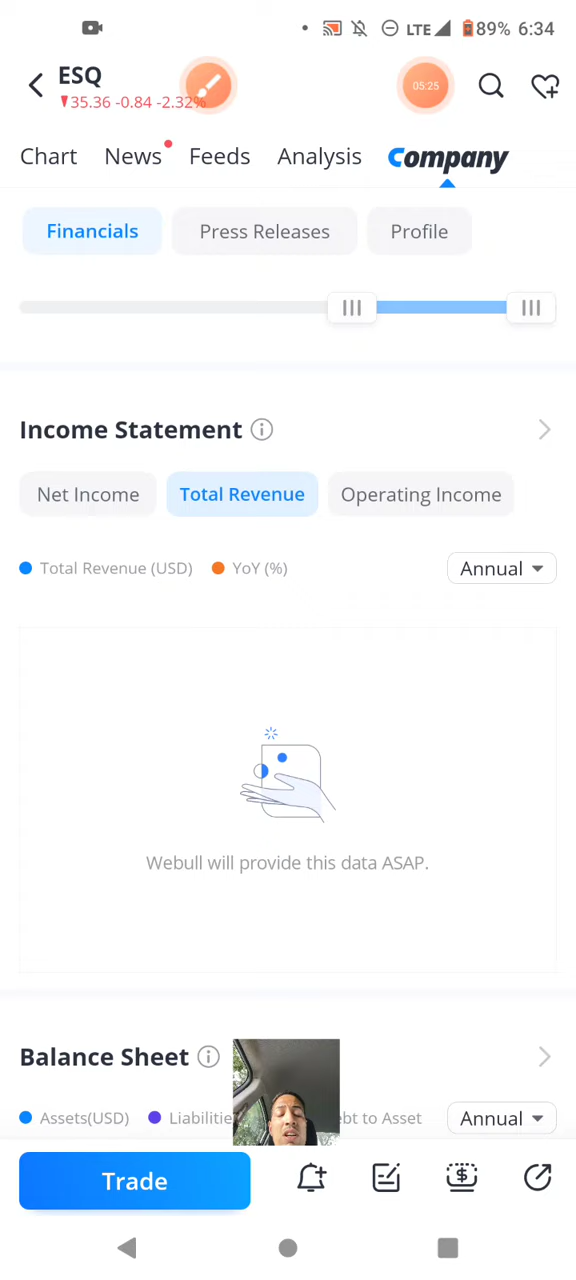 LTE 89% 6:34
ESQ
35.36 -0.84 -2.32%
05:25
Chart News Feeds Analysis Company
Financials Press Releases Profile
Income Statement
Net Income Total Revenue Operating Income
Total Revenue (USD) YoY (%) Annual
Webull will provide this data ASAP.
Balance Sheet
Assets(USD) Liabilitie bt to Asset Annual
Trade